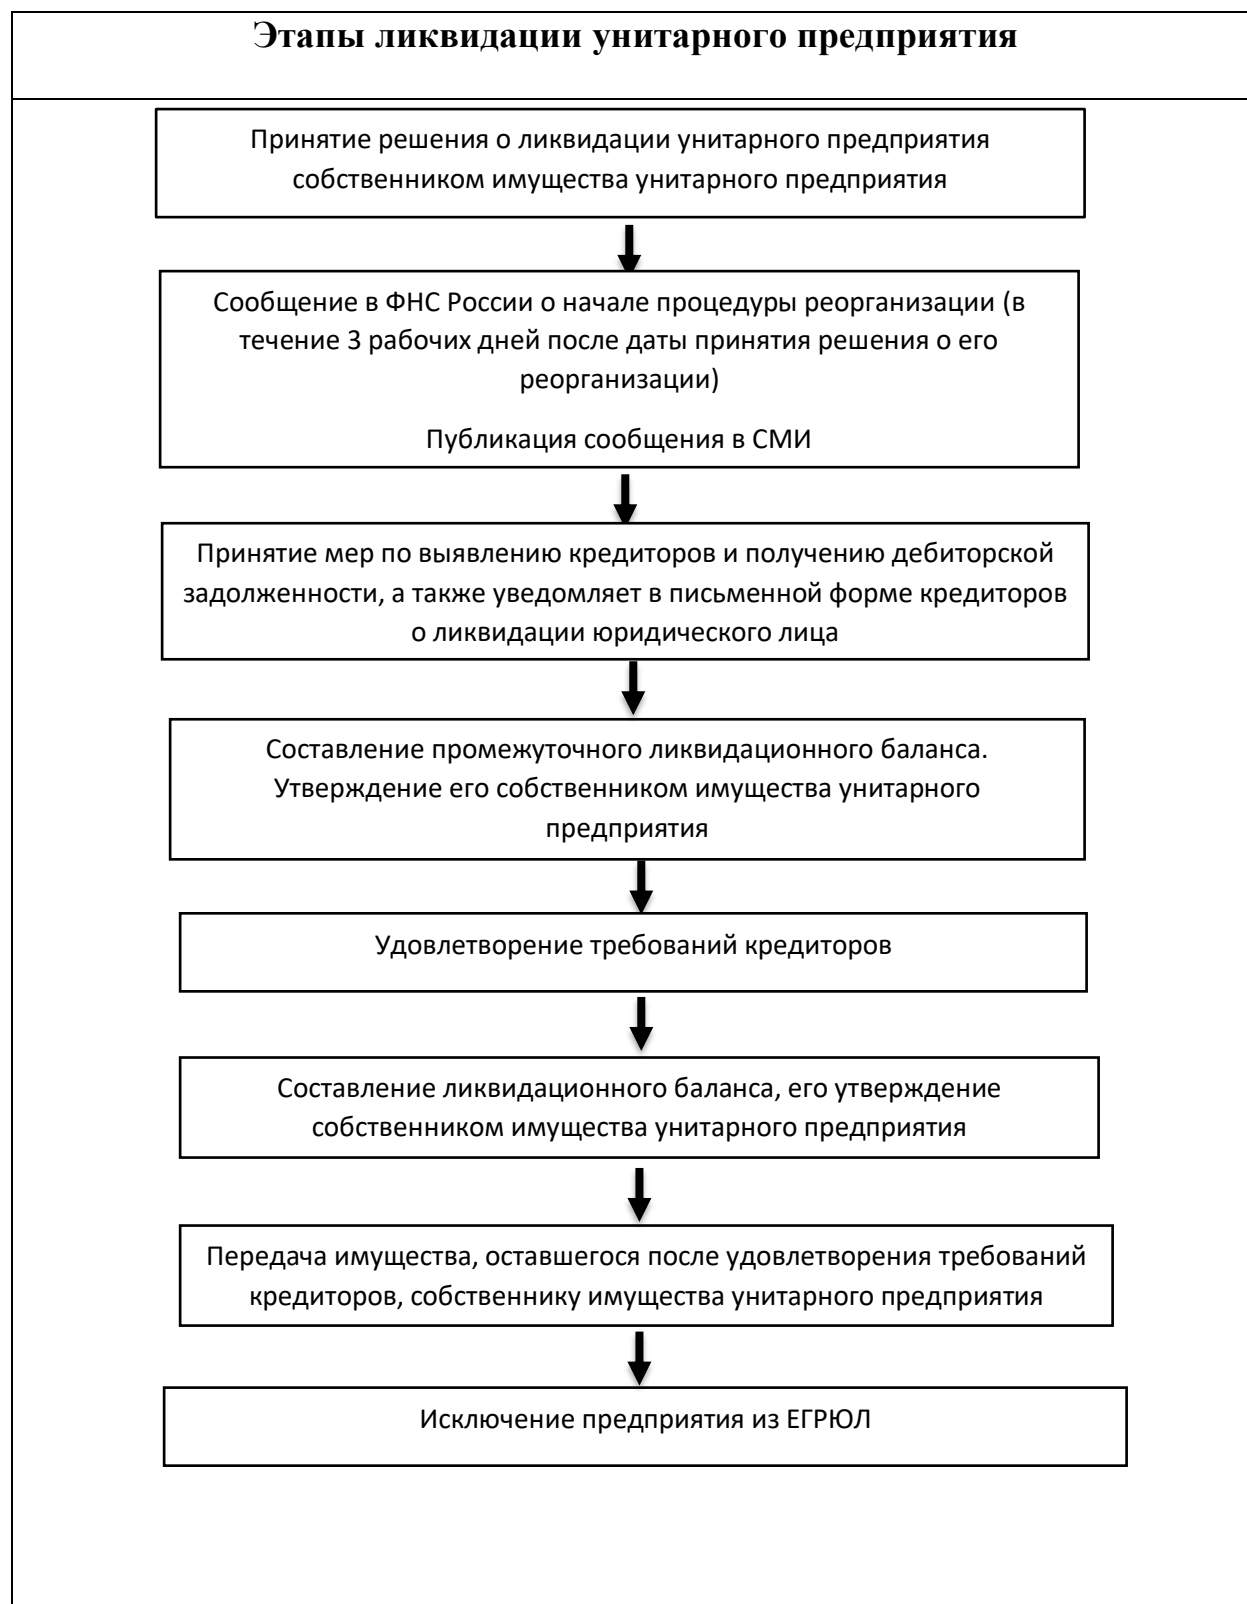 Этапы ликвидации унитарного предприятия
Принятие решения о ликвидации унитарного предприятия
собственником имущества унитарного предприятия
Сообщение в ФНС России о начале процедуры реорганизации (в
течение 3 рабочих дней после даты принятия решения о его
реорганизации)
Публикация сообщения в СМИ
Принятие мер по выявлению кредиторов и получению дебиторской
задолженности, а также уведомляет в письменной форме кредиторов
о ликвидации юридического лица
Составление промежуточного ликвидационного баланса.
Утверждение его собственником имущества унитарного
предприятия
Удовлетворение требований кредиторов
Составление ликвидационного баланса, его утверждение
собственником имущества унитарного предприятия
Передача имущества, оставшегося после удовлетворения требований
кредиторов, собственнику имущества унитарного предприятия
Исключение предприятия из ЕГРЮЛ